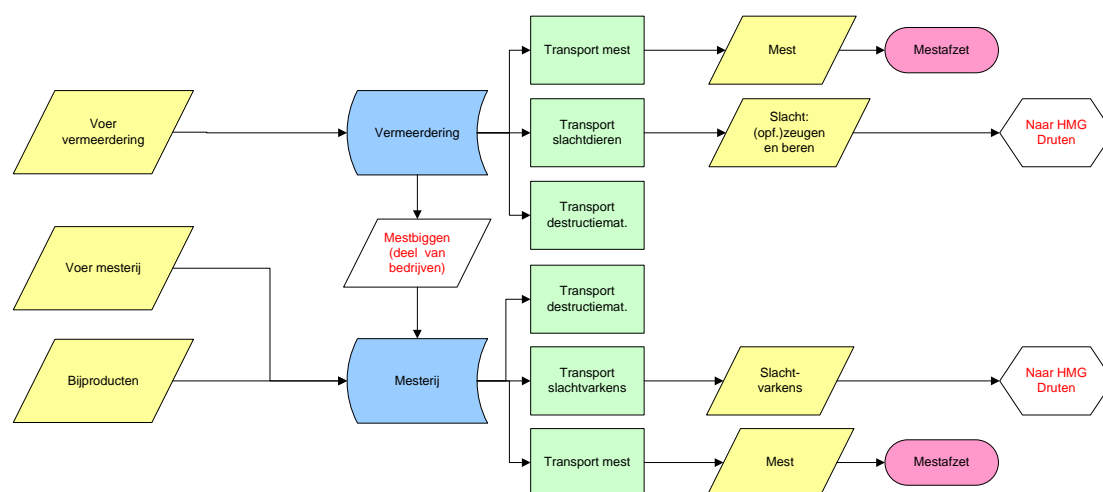 Transport mest
Mest
Mestafzet
Voer
vermeerdering
Vermeerdering
Transport
slachtdieren
Slacht:
(opf.)zeugen
en beren
Naar HMG
Druten
Transport
destructiemat.
Mestbiggen
(deel van
bedrijven)
Voer mesterij
Transport
destructiemat.
Bijproducten
Mesterij
Transport
slachtvarkens
Slacht-
varkens
Naar HMG
Druten
Transport mest
Mest
Mestafzet